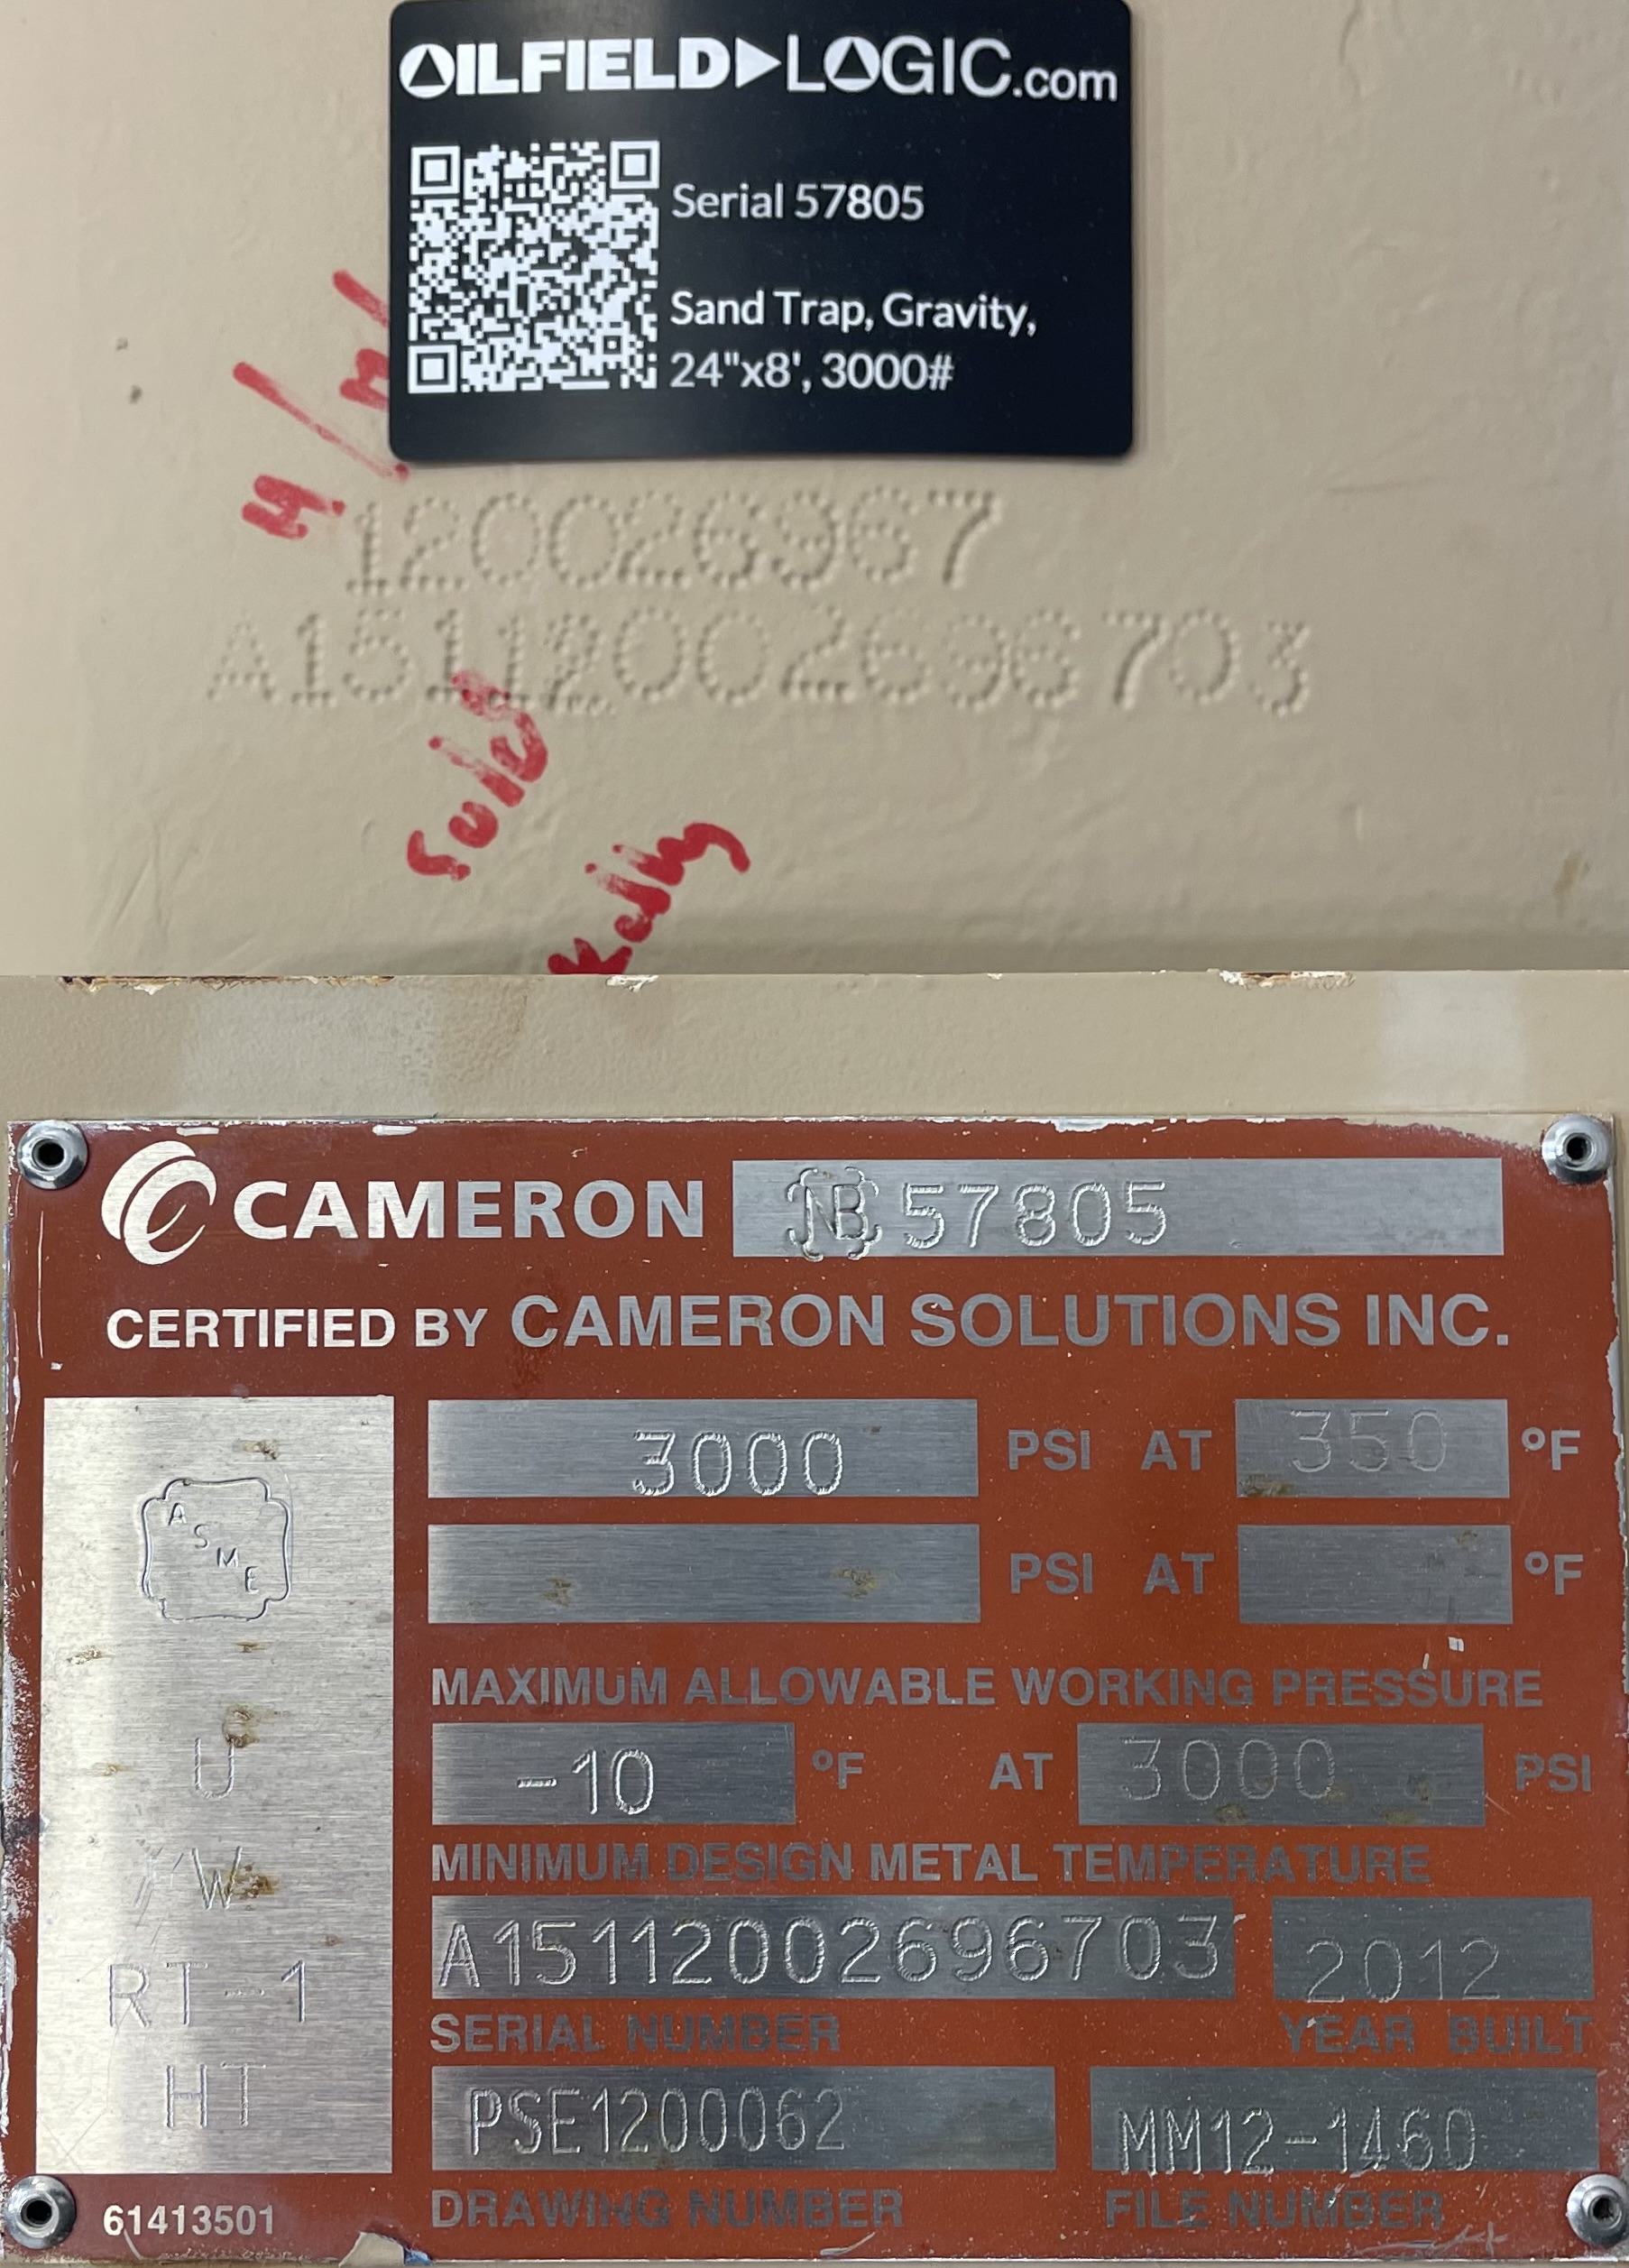 OILFIELD LOGIC.com
Serial 57805
Sand Trap, Gravity,
24"x8', 3000#
120026967
A15112002696703
CAMERON NB 57805
CERTIFIED BY CAMERON SOLUTIONS INC.
3000 PSI AT 350 °F
PSI AT °F
MAXIMUM ALLOWABLE WORKING PRESSURE
-10 °F AT 3000 PSI
MINIMUM DESIGN METAL TEMPERATURE
A15112002696703 2012
SERIAL NUMBER YEAR BUILT
PSE1200062 MM12-1460
DRAWING NUMBER FILE NUMBER
ASME
U
W
RT-1
HT
61413501